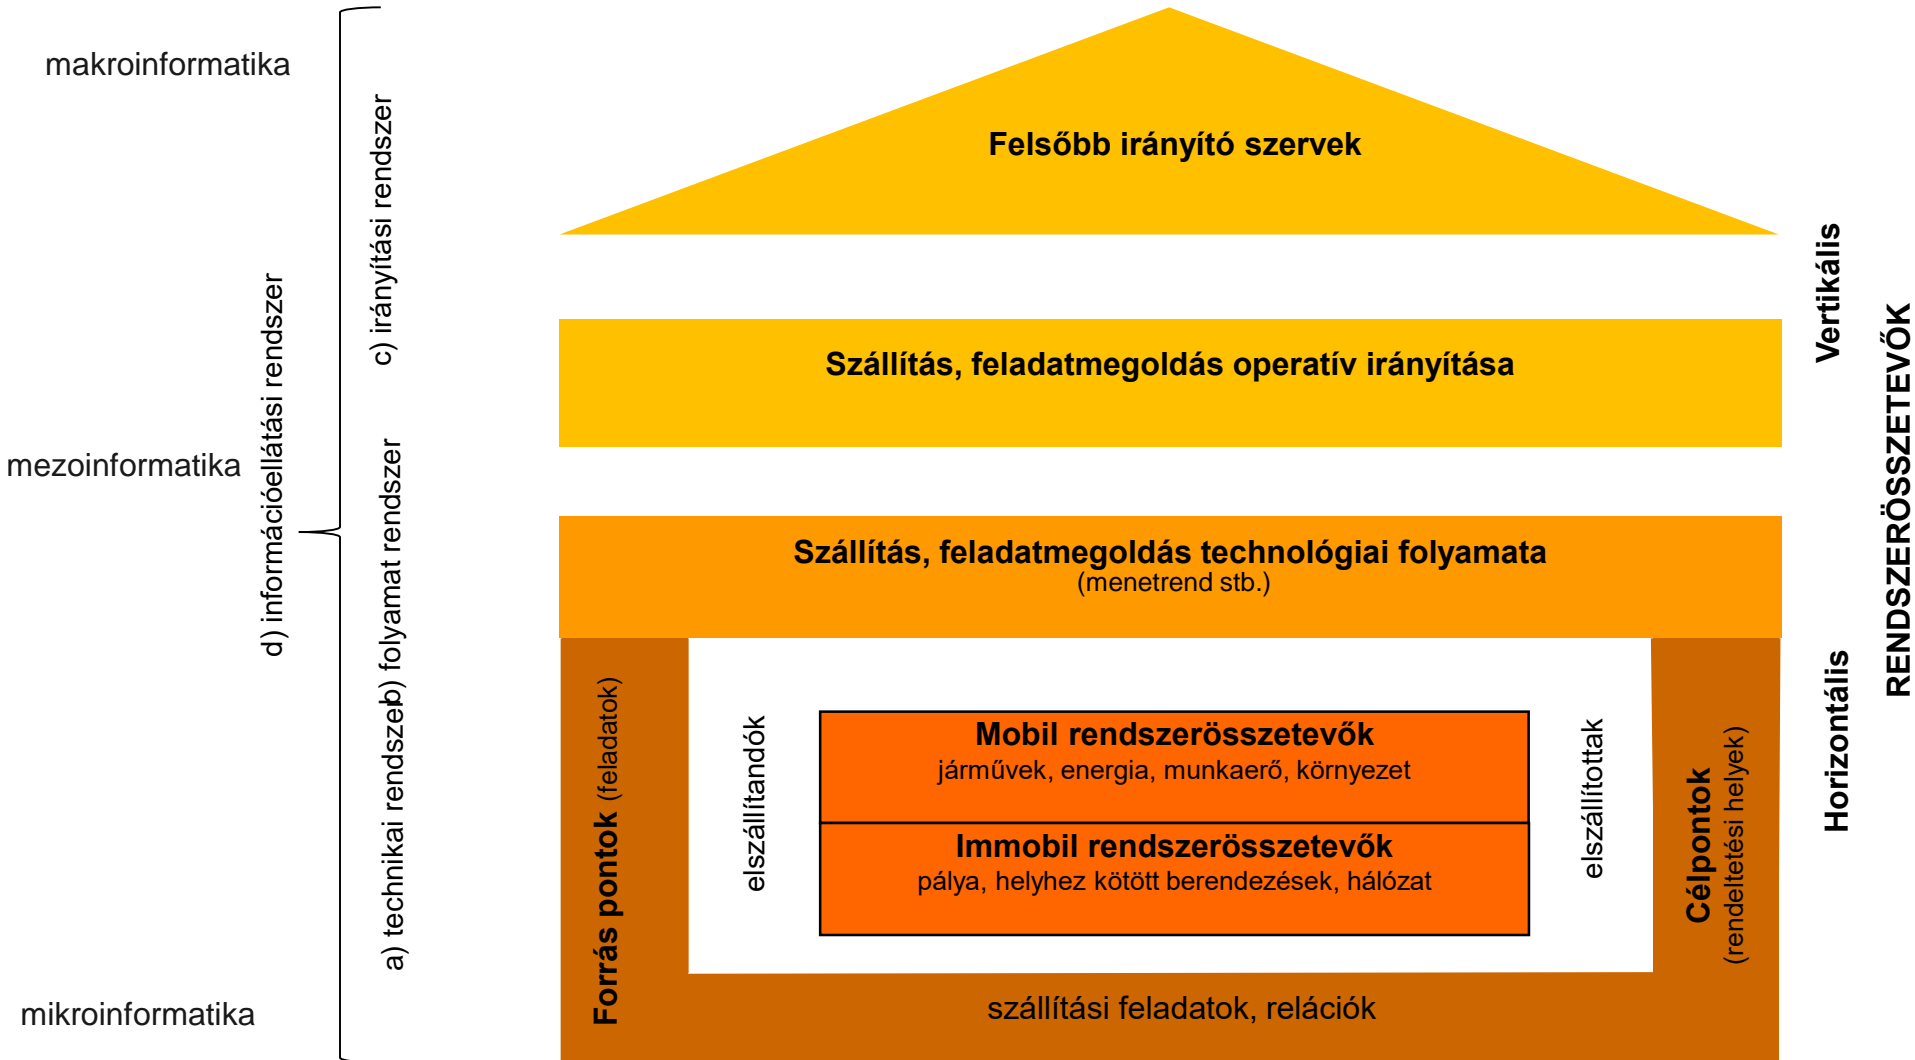 makroinformatika
mezoinformatika
mikroinformatika
d) információellátási rendszer
c) irányítási rendszer
b) folyamat rendszer
a) technikai rendszer
Felsőbb irányító szervek
Szállítás, feladatmegoldás operatív irányítása
Szállítás, feladatmegoldás technológiai folyamata
(menetrend stb.)
Forrás pontok (feladatok)
elszállítandók
Mobil rendszerösszetevők
járművek, energia, munkaerő, környezet
Immobil rendszerösszetevők
pálya, helyhez kötött berendezések, hálózat
elszállítottak
Célpontok
(rendeltetési helyek)
szállítási feladatok, relációk
Vertikális
Horizontális
RENDSZERÖSSZETEVŐK